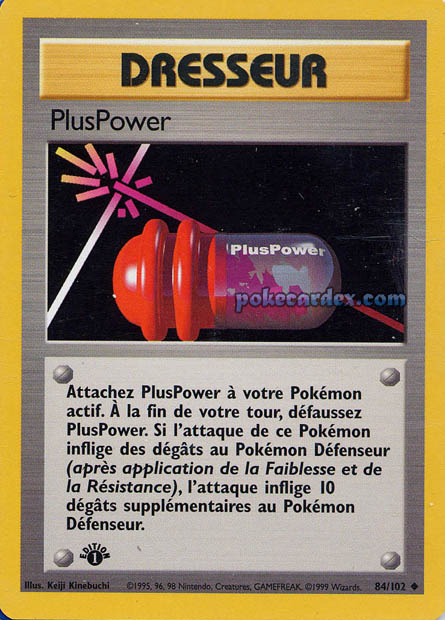 DRESSEUR
PlusPower
PlusPower
pokecardex.com
Attachez PlusPower à votre Pokémon
actif. À la fin de votre tour, défaussez
PlusPower. Si l'attaque de ce Pokémon
inflige des dégâts au Pokémon Défenseur
(après application de la Faiblesse et de
la Résistance), l'attaque inflige 10
dégâts supplémentaires au Pokémon
Défenseur.
EDITION
1
Illus. Keiji Kinebuchi ©1995, 96, 98 Nintendo, Creatures, GAMEFREAK. ©1999 Wizards. 84/102